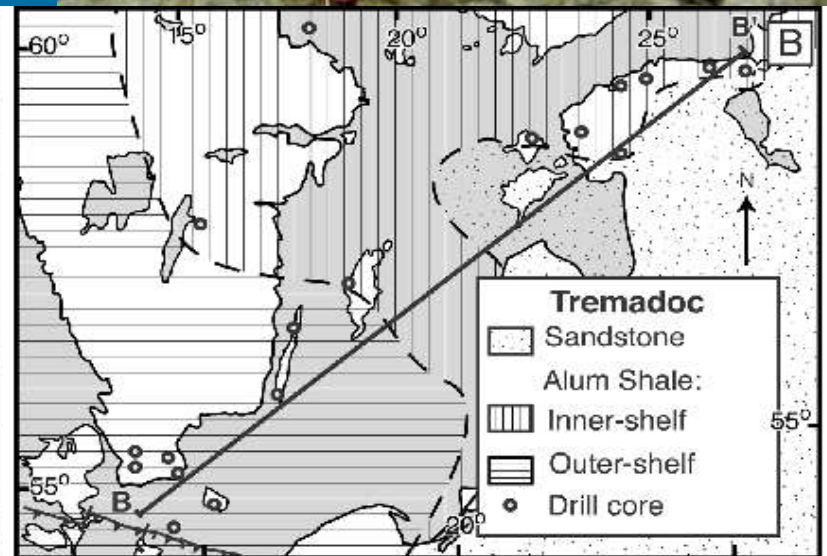 60°
15°
20°
25°
B'
B
N
Tremadoc
Sandstone
Alum Shale:
Inner-shelf
Outer-shelf
Drill core
55°
55°
B
20°